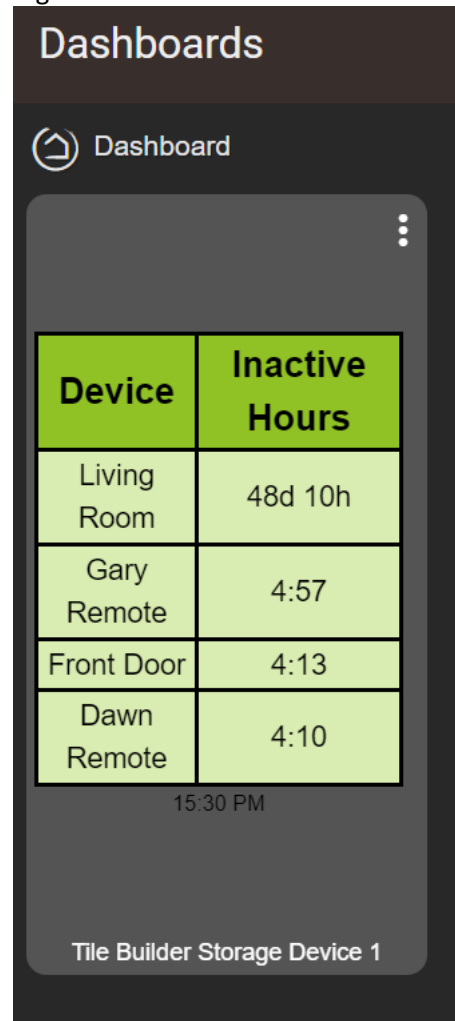 Dashboards
Dashboard
Device
Inactive
Hours
Living
Room
48d 10h
Gary
Remote
4:57
Front Door
4:13
Dawn
Remote
4:10
15:30 PM
Tile Builder Storage Device 1